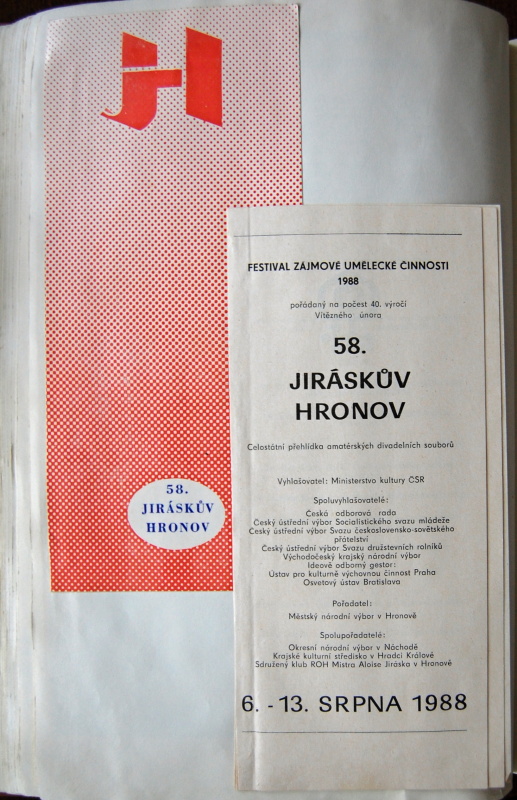 JH
58.
JIRÁSKŮV
HRONOV
FESTIVAL ZÁJMOVÉ UMĚLECKÉ ČINNOSTI
1988
pořádaný na počest 40. výročí
Vítězného února
58.
JIRÁSKŮV
HRONOV
Celostátní přehlídka amatérských divadelních souborů
Vyhlašovatel: Ministerstvo kultury ČSR
Spoluvyhlašovatelé:
Česká odborová rada
Český ústřední výbor Socialistického svazu mládeže
Český ústřední výbor Svazu československo-sovětského
přátelství
Český ústřední výbor Svazu družstevních rolníků
Východočeský krajský národní výbor
Ideově odborný gestor:
Ústav pro kulturně výchovnou činnost Praha
Osvetový ústav Bratislava
Pořadatel:
Městský národní výbor v Hronově
Spolupořadatelé:
Okresní národní výbor v Náchodě
Krajské kulturní středisko v Hradci Králové
Sdružený klub ROH Mistra Aloise Jiráska v Hronově
6. - 13. SRPNA 1988